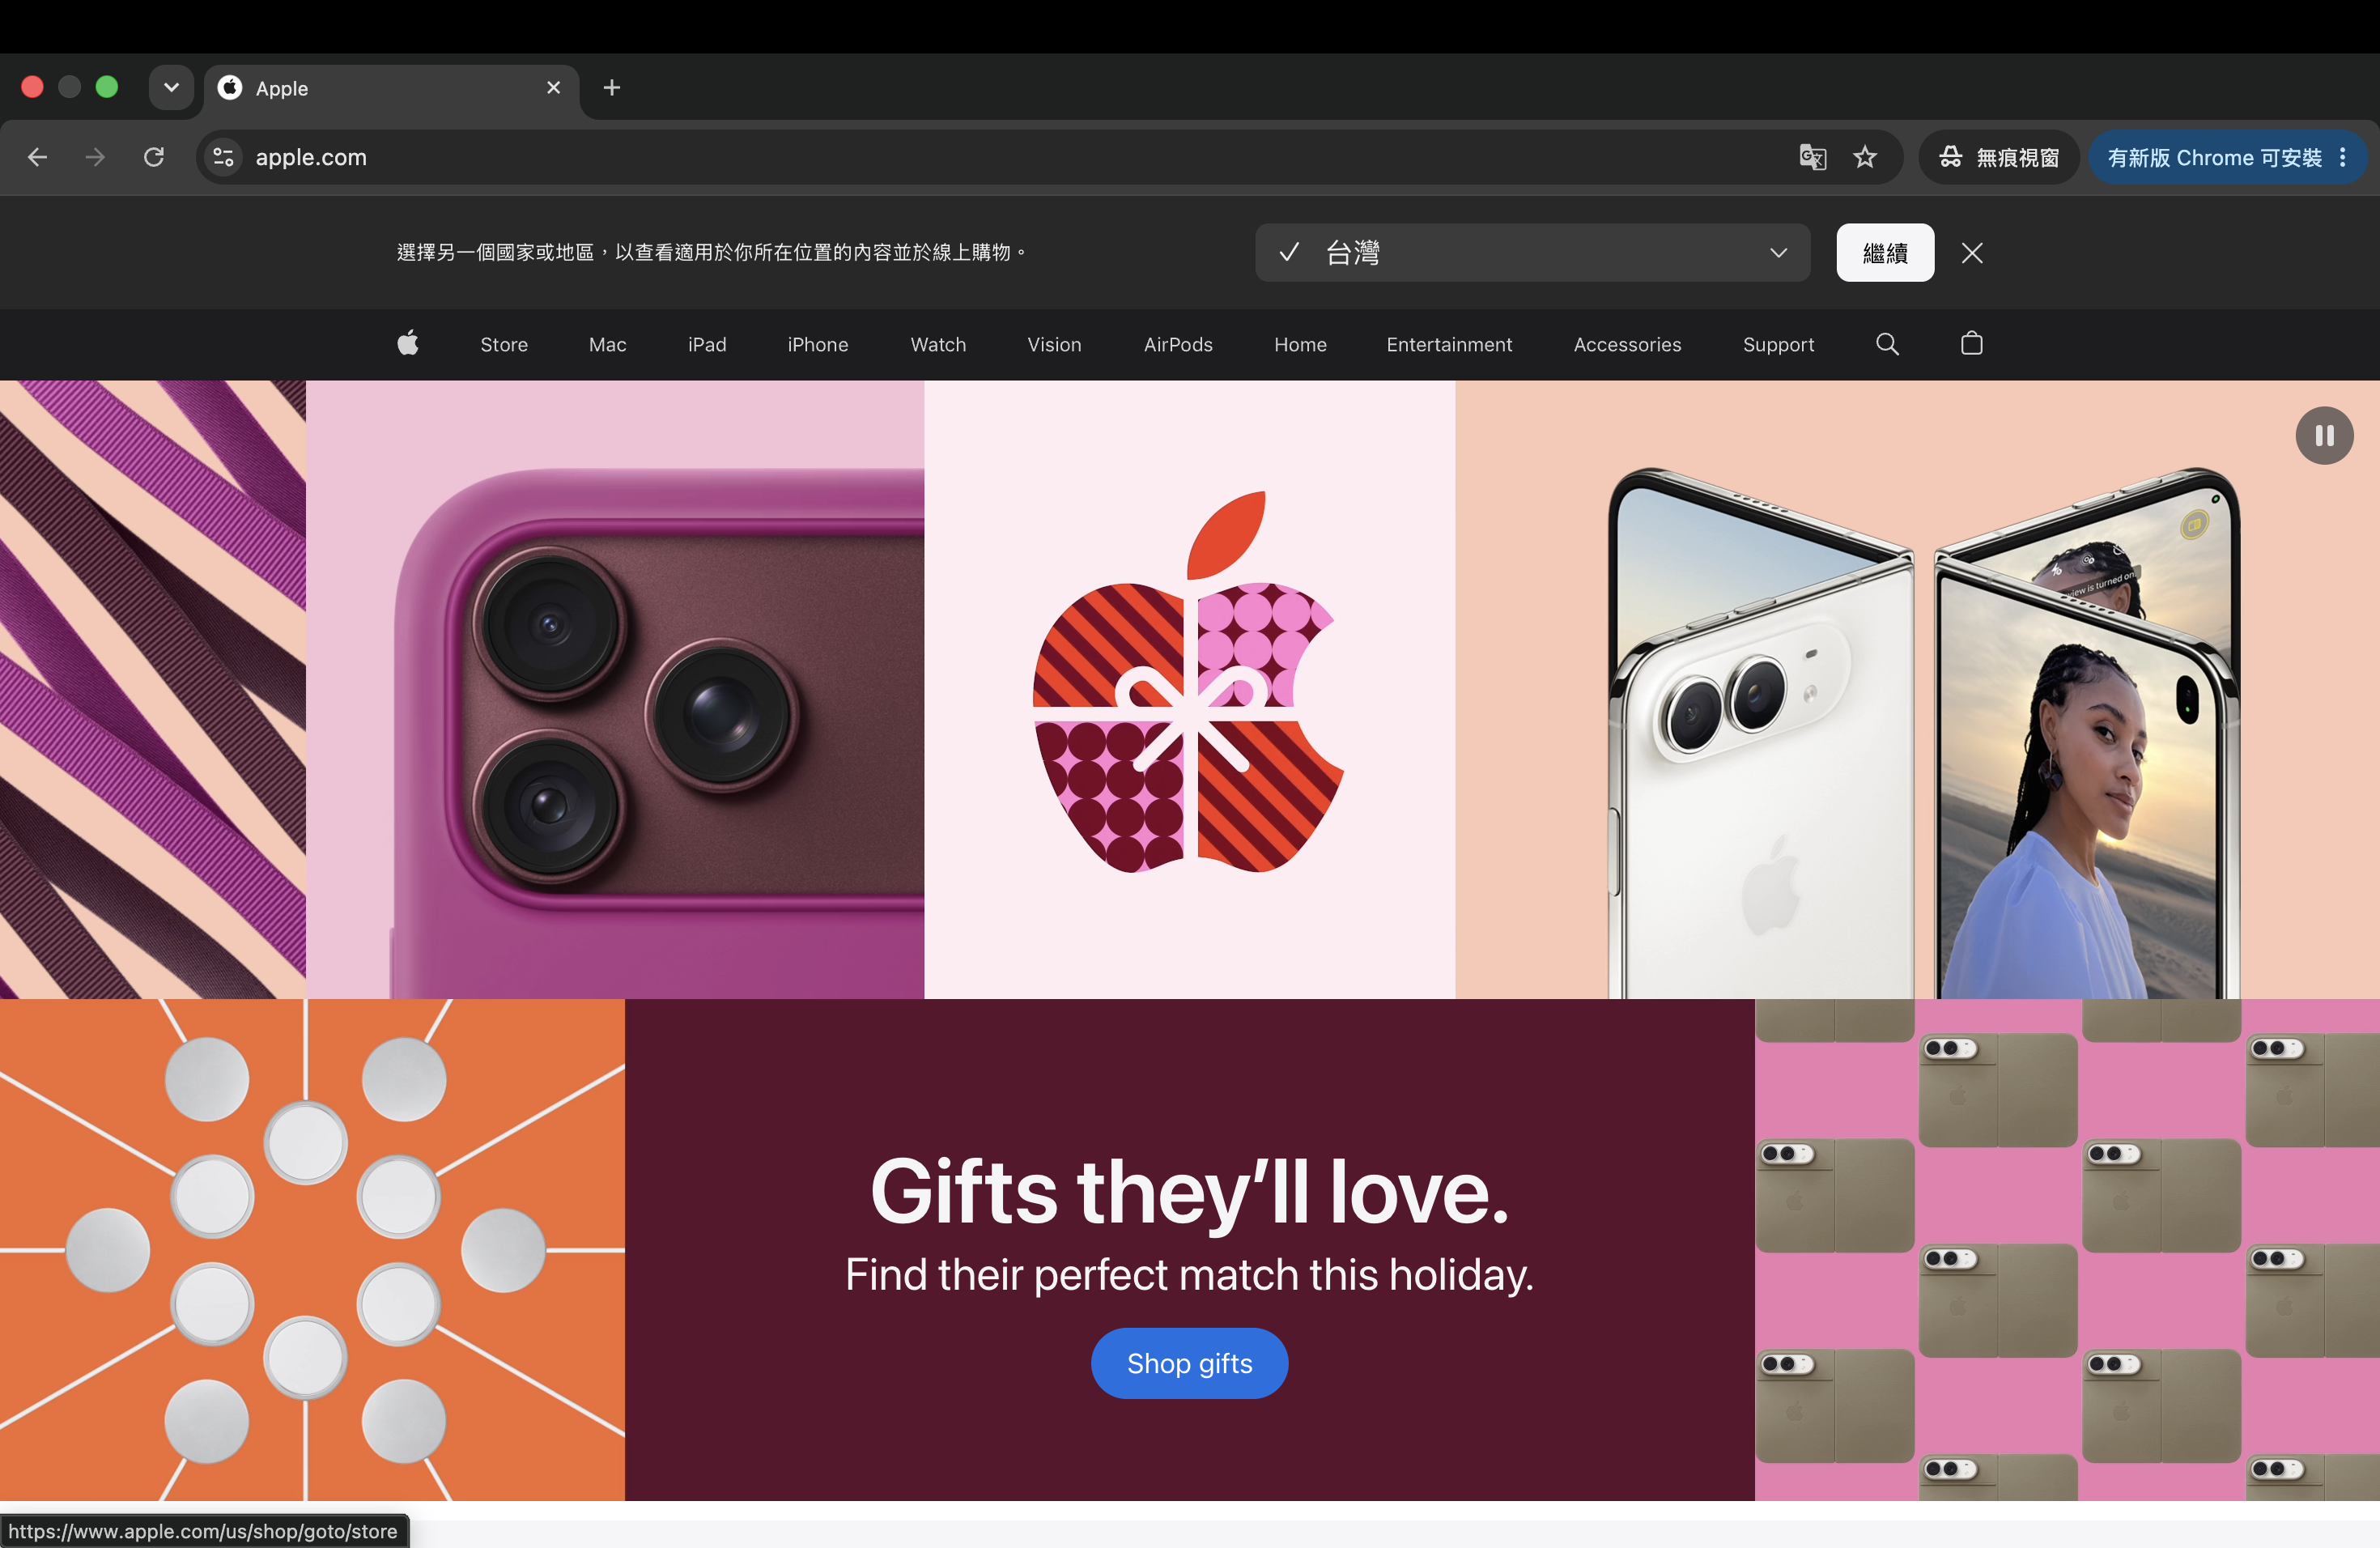 Apple
apple.com
無痕視窗
有新版 Chrome 可安裝
選擇另一個國家或地區，以查看適用於你所在位置的內容並於線上購物。
台灣
繼續
Store Mac iPad iPhone Watch Vision AirPods Home Entertainment Accessories Support
view is turned on
Gifts they’ll love.
Find their perfect match this holiday.
Shop gifts
https://www.apple.com/us/shop/goto/store